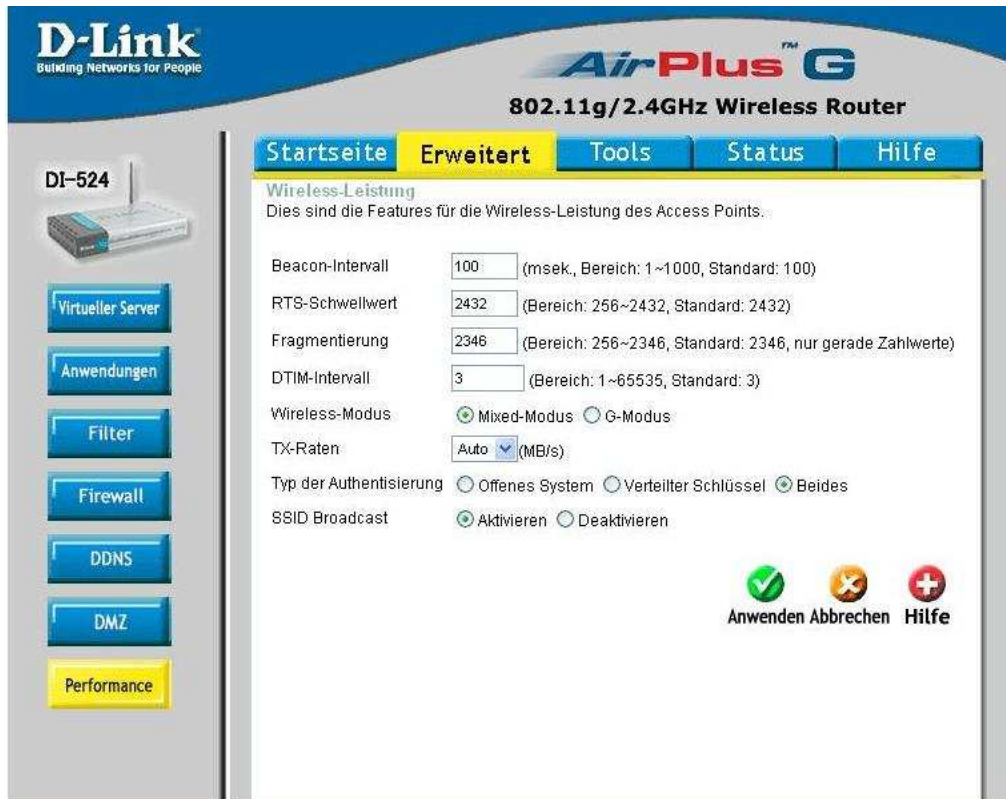 D-Link
Building Networks for People
AirPlus G
TM
802.11g/2.4GHz Wireless Router
DI-524
Startseite Erweitert Tools Status Hilfe
Virtueller Server
Anwendungen
Filter
Firewall
DDNS
DMZ
Performance
Wireless-Leistung
Dies sind die Features für die Wireless-Leistung des Access Points.
Beacon-Intervall 100 (msek., Bereich: 1~1000, Standard: 100)
RTS-Schwellwert 2432 (Bereich: 256~2432, Standard: 2432)
Fragmentierung 2346 (Bereich: 256~2346, Standard: 2346, nur gerade Zahlwerte)
DTIM-Intervall 3 (Bereich: 1~65535, Standard: 3)
Wireless-Modus Mixed-Modus G-Modus
TX-Raten Auto (MB/s)
Typ der Authentisierung Offenes System Verteilter Schlüssel Beides
SSID Broadcast Aktivieren Deaktivieren
Anwenden Abbrechen Hilfe